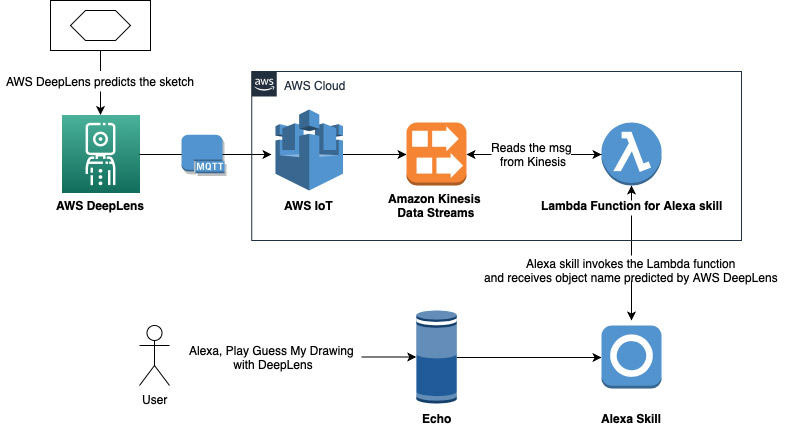 AWS DeepLens predicts the sketch
aws
AWS Cloud
MQTT
Reads the msg
from Kinesis
AWS DeepLens
AWS IoT
Amazon Kinesis
Data Streams
Lambda Function for Alexa skill
Alexa skill invokes the Lambda function
and receives object name predicted by AWS DeepLens
Alexa, Play Guess My Drawing
with DeepLens
User
Echo
Alexa Skill